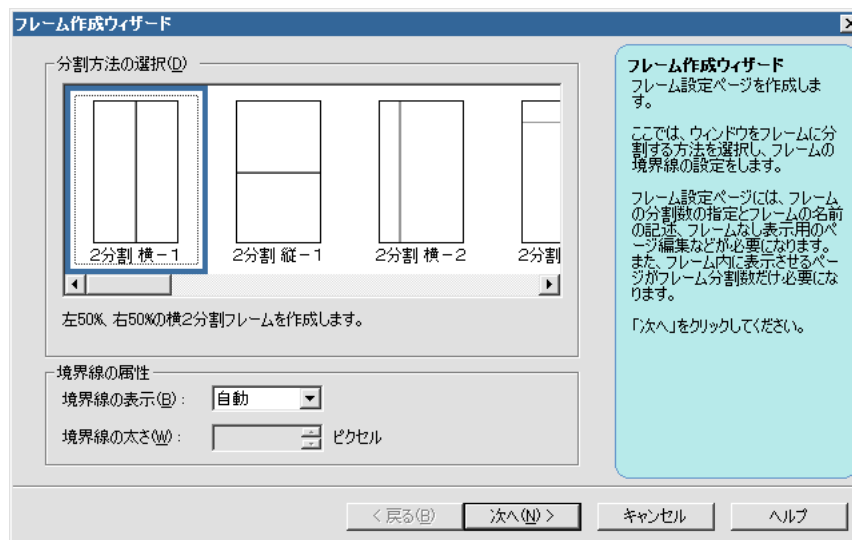 フレーム作成ウィザード
分割方法の選択(D)
2分割 横－1
2分割 縦－1
2分割 横－2
2分割
左50%、右50%の横2分割フレームを作成します。
境界線の属性
境界線の表示(B)：
自動
境界線の太さ(W)：
ピクセル
フレーム作成ウィザード
フレーム設定ページを作成しま
す。
ここでは、ウィンドウをフレームに分
割する方法を選択し、フレームの
境界線の設定をします。
フレーム設定ページには、フレーム
の分割数の指定とフレームの名前
の記述、フレームなし表示用のペ
ージ編集などが必要になります。
また、フレーム内に表示させるペー
ジがフレーム分割数だけ必要にな
ります。
「次へ」をクリックしてください。
＜戻る(B)
次へ(N)＞
キャンセル
ヘルプ